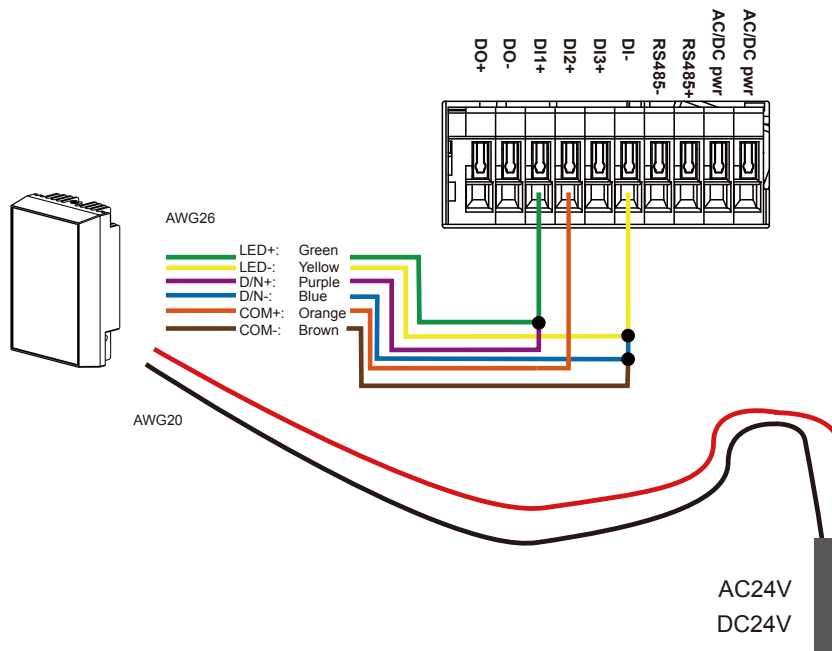 DO+
DO-
DI1+
DI2+
DI3+
DI-
RS485-
RS485+
AC/DC pwr
AC/DC pwr
AWG26
LED+: Green
LED-: Yellow
D/N+: Purple
D/N-: Blue
COM+: Orange
COM-: Brown
AWG20
AC24V
DC24V